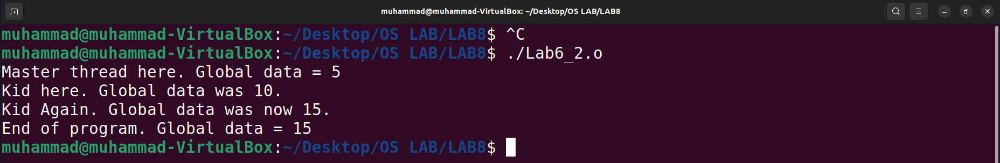 muhammad@muhammad-VirtualBox: ~/Desktop/OS LAB/LAB8
muhammad@muhammad-VirtualBox:~/Desktop/OS LAB/LAB8$ ^C
muhammad@muhammad-VirtualBox:~/Desktop/OS LAB/LAB8$ ./Lab6_2.o
Master thread here. Global data = 5
Kid here. Global data was 10.
Kid Again. Global data was now 15.
End of program. Global data = 15
muhammad@muhammad-VirtualBox:~/Desktop/OS LAB/LAB8$